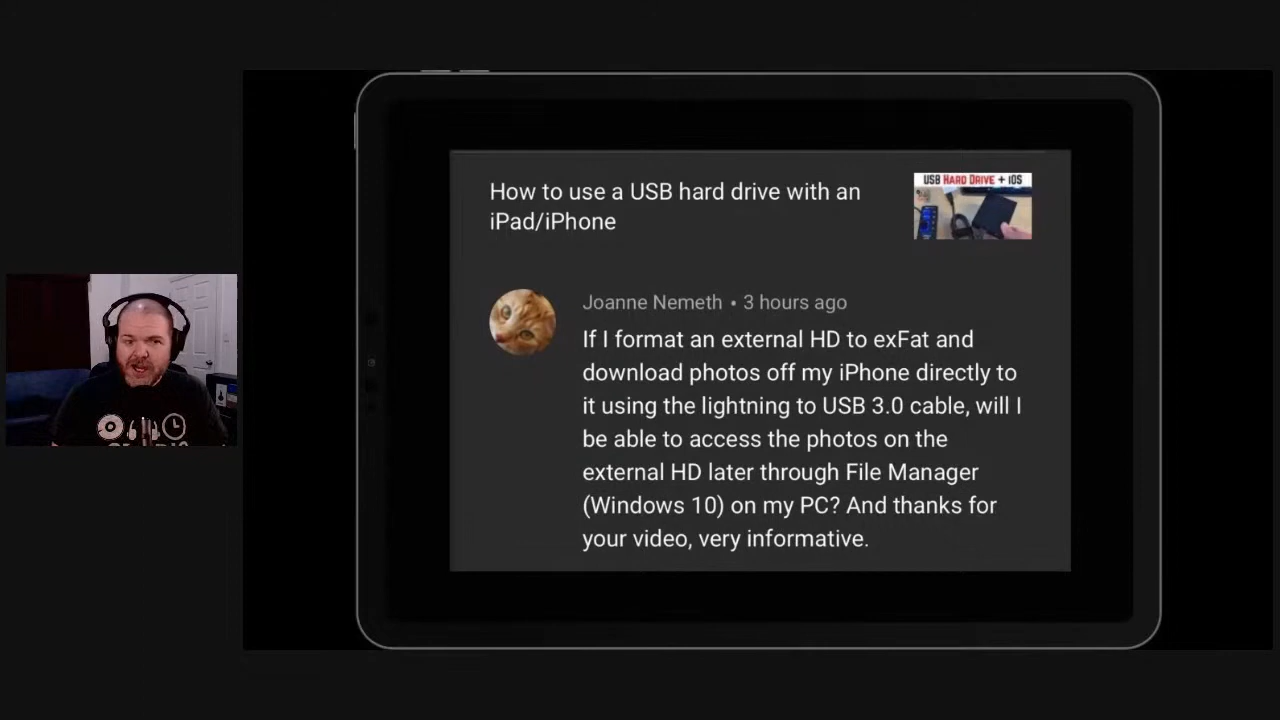 How to use a USB hard drive with an
iPad/iPhone
USB HARD DRIVE + iOS
Joanne Nemeth • 3 hours ago
If I format an external HD to exFat and
download photos off my iPhone directly to
it using the lightning to USB 3.0 cable, will I
be able to access the photos on the
external HD later through File Manager
(Windows 10) on my PC? And thanks for
your video, very informative.